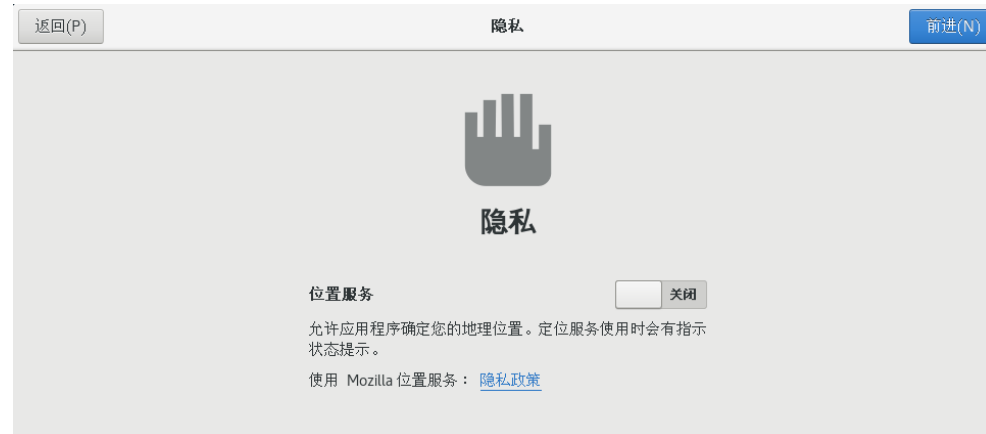 返回(P)
隐私
前进(N)
隐私
位置服务
关闭
允许应用程序确定您的地理位置。定位服务使用时会有指示
状态提示。
使用 Mozilla 位置服务： 隐私政策